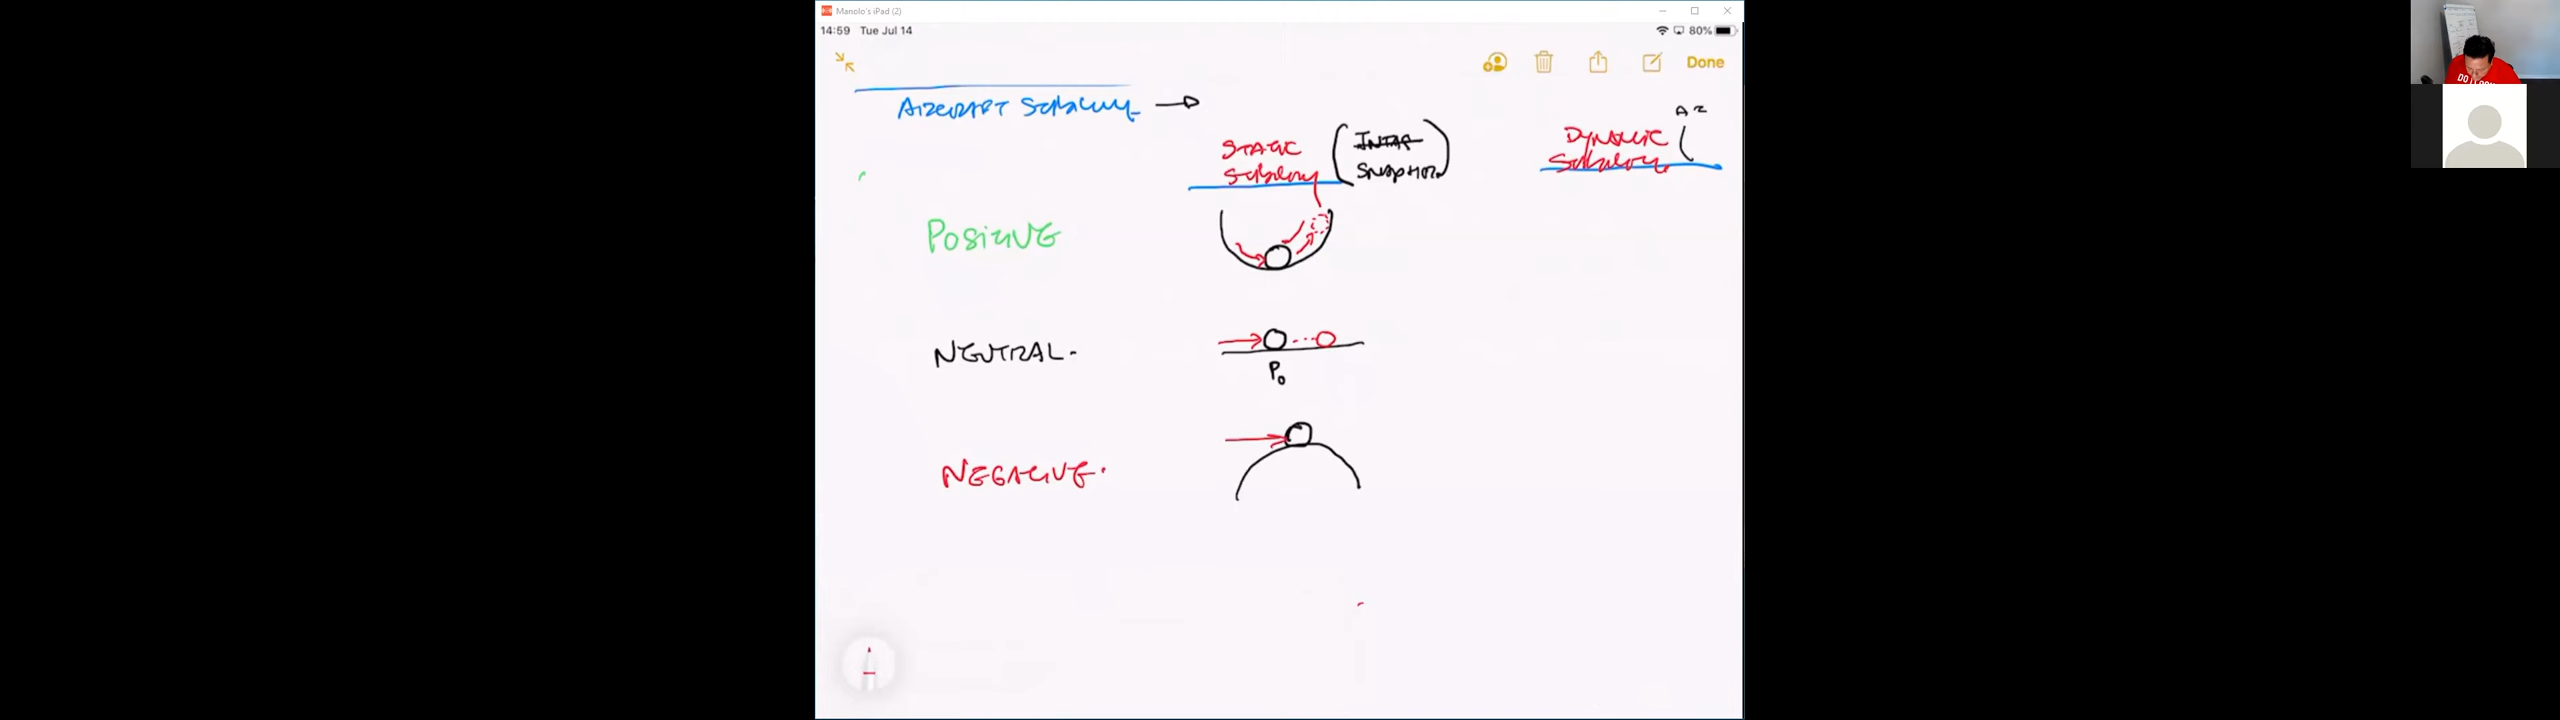 Manolo's iPad (2)
14:59 Tue Jul 14
80%
Done
AIRCRAFT Stability
STATIC
Stability
SNAPSHOT
DYNAMIC
Stability
POSITIVE
NEUTRAL.
P0
NEGATIVE.
DO